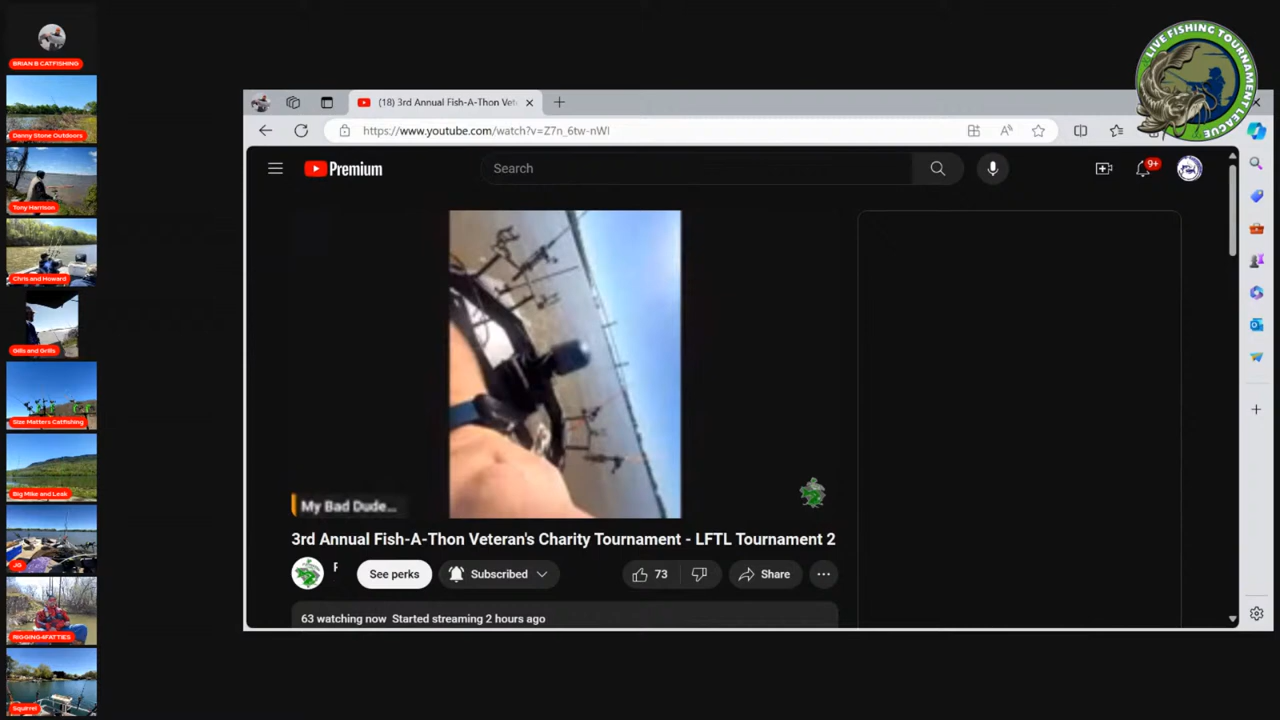 BRIAN B CATFISHING
Danny Stone Outdoors
Tony Harrison
Chris and Howard
Gills and Grills
Size Matters Catfishing
Big Mike and Leak
JG
RIGGING4FATTIES
Squirrel
LIVE FISHING TOURNAMENT LEAGUE
(18) 3rd Annual Fish-A-Thon Vete
https://www.youtube.com/watch?v=Z7n_6tw-nWI
Premium
Search
9+
My Bad Dude...
3rd Annual Fish-A-Thon Veteran's Charity Tournament - LFTL Tournament 2
F
See perks
Subscribed
73
Share
63 watching now Started streaming 2 hours ago